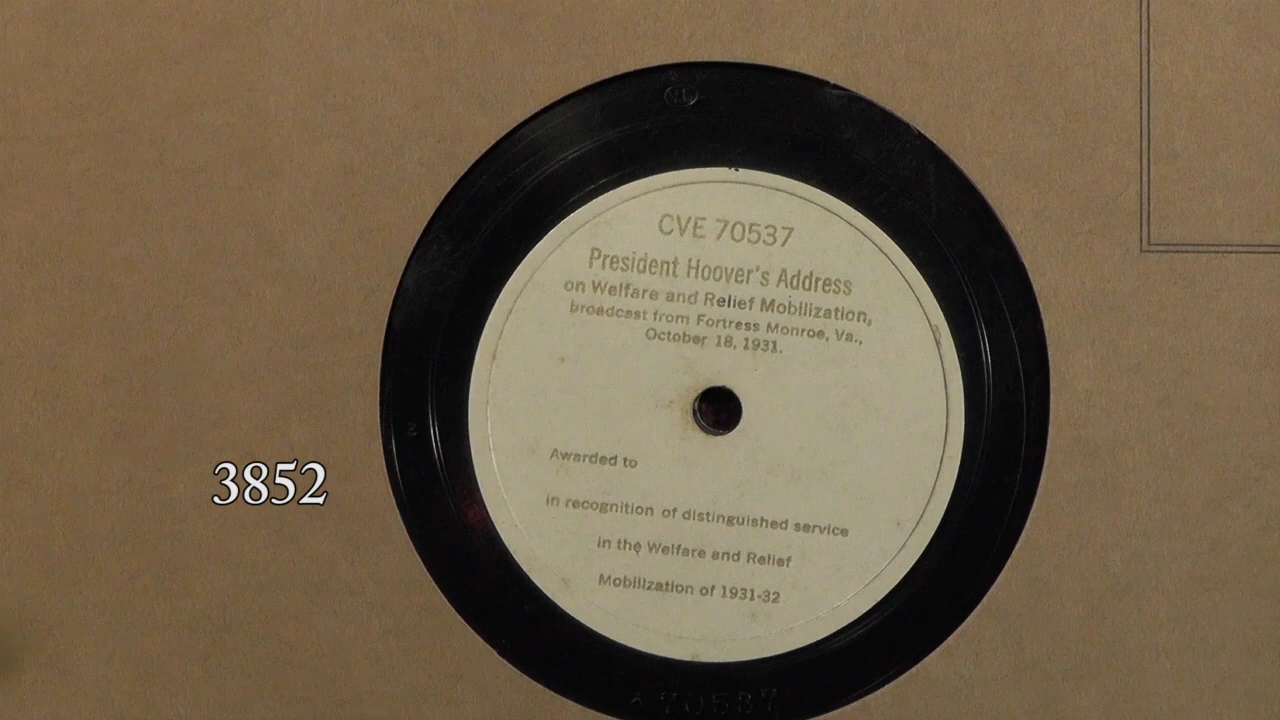 VE
CVE 70537
President Hoover's Address
on Welfare and Relief Mobilization,
broadcast from Fortress Monroe, Va.,
October 18, 1931.
Awarded to
in recognition of distinguished service
in the Welfare and Relief
Mobilization of 1931-32
3852